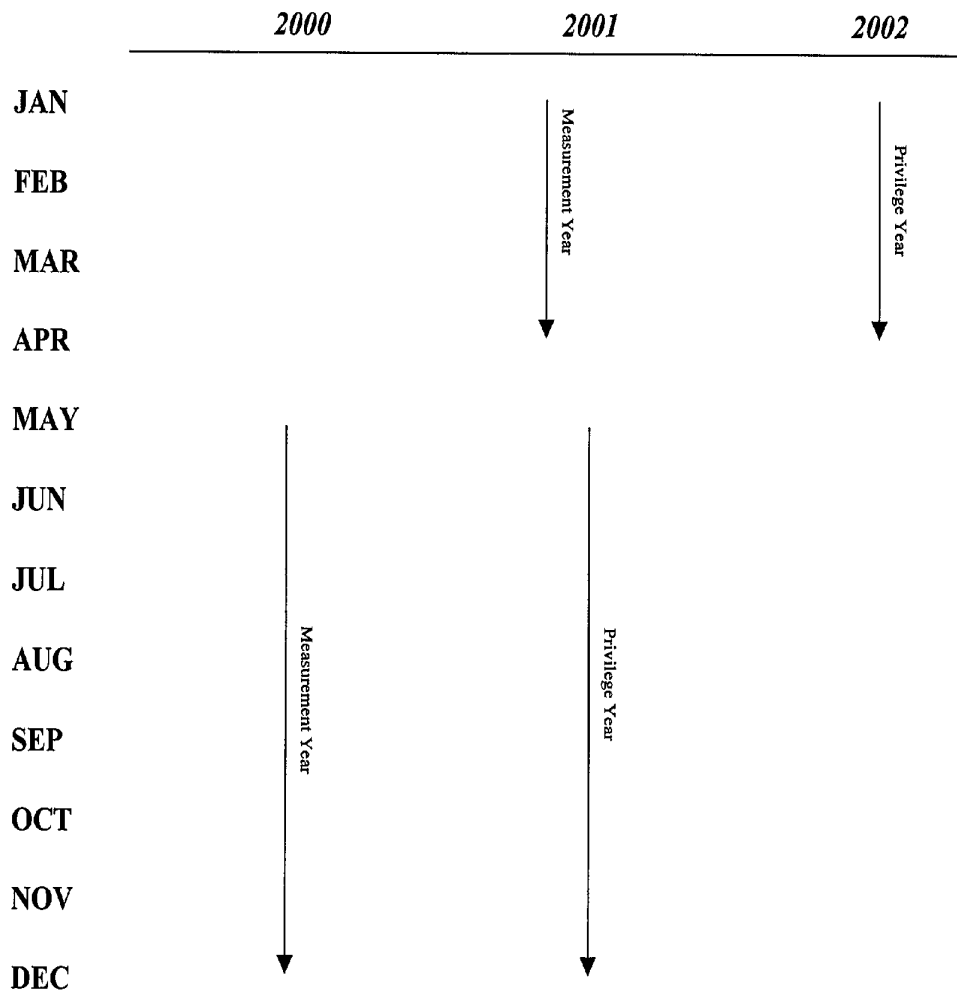 2000 2001 2002
JAN
FEB
MAR
APR
MAY
JUN
JUL
AUG
SEP
OCT
NOV
DEC
Measurement Year
Privilege Year
Measurement Year
Privilege Year